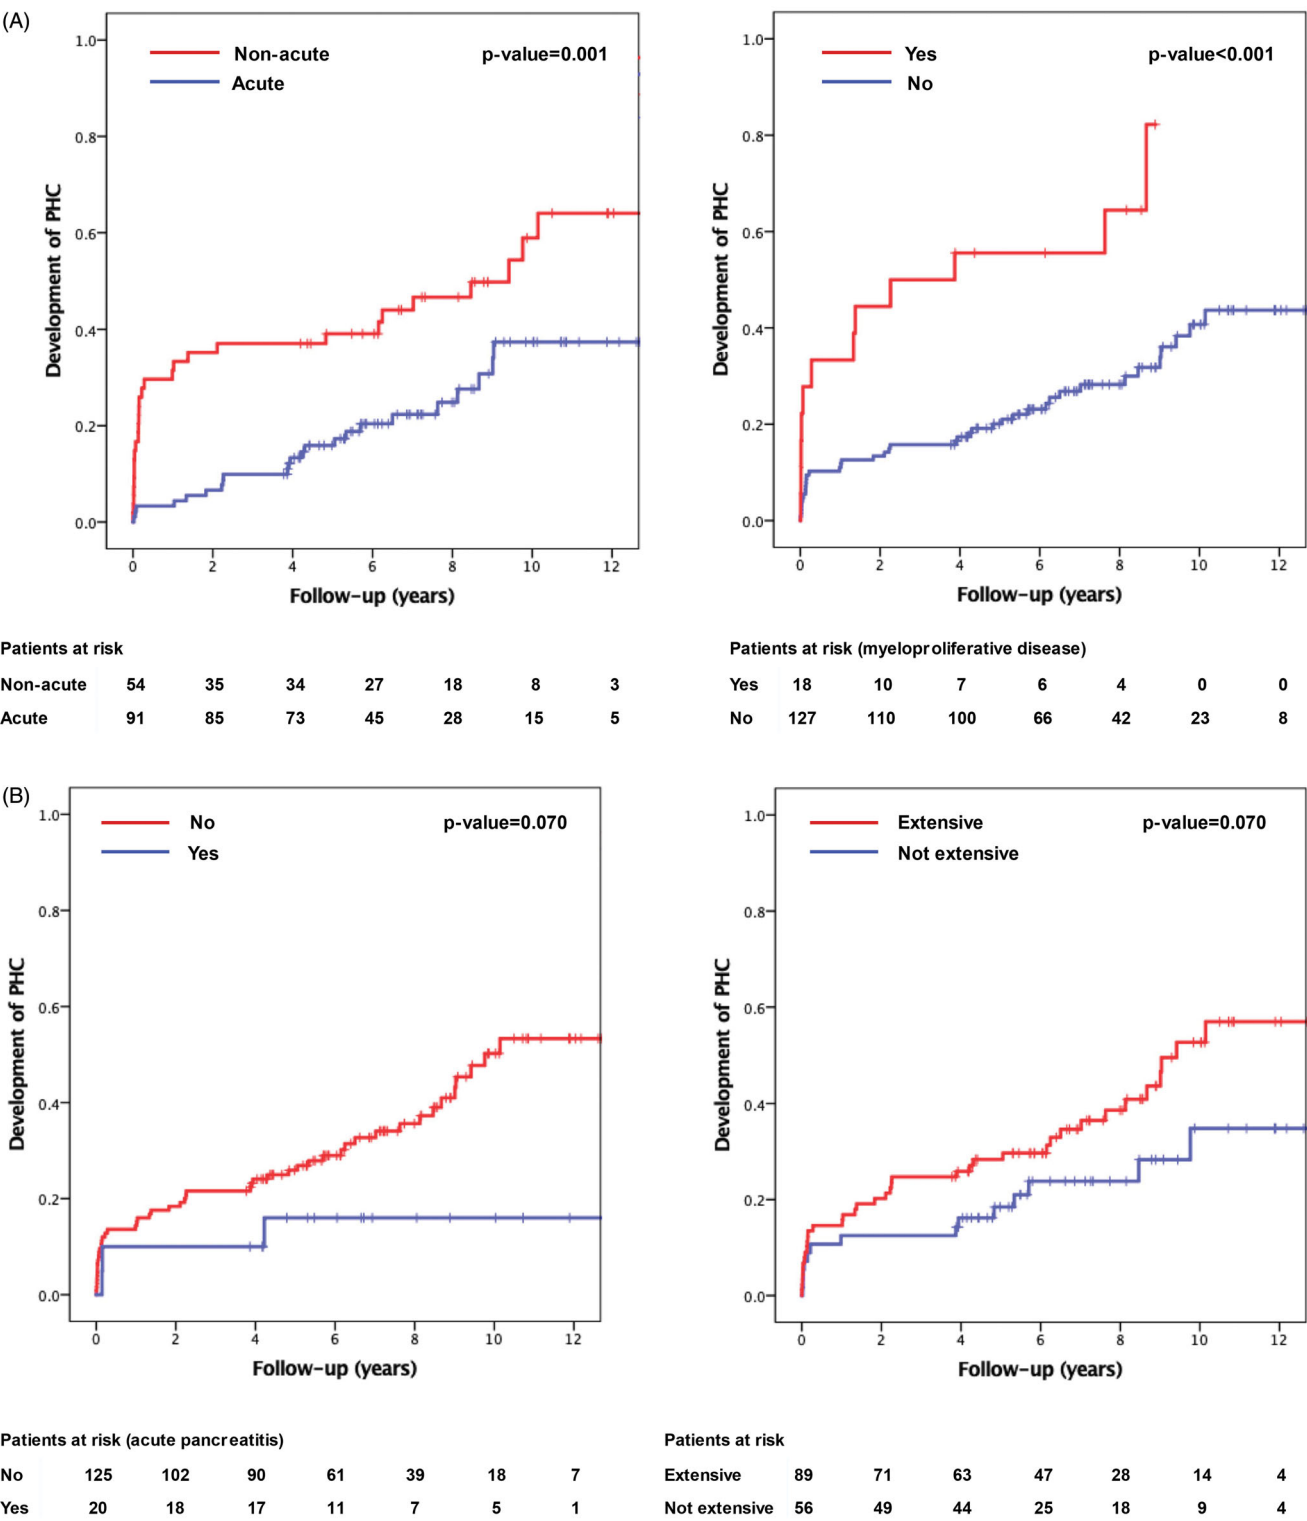 (A)
Non-acute
Acute
p-value=0.001
1.0
0.8
0.6
0.4
0.2
0.0
Development of PHC
0 2 4 6 8 10 12
Follow-up (years)
Patients at risk
Non-acute 54 35 34 27 18 8 3
Acute 91 85 73 45 28 15 5
Yes
No
p-value<0.001
1.0
0.8
0.6
0.4
0.2
0.0
Development of PHC
0 2 4 6 8 10 12
Follow-up (years)
Patients at risk (myeloproliferative disease)
Yes 18 10 7 6 4 0 0
No 127 110 100 66 42 23 8
(B)
No
Yes
p-value=0.070
1.0
0.8
0.6
0.4
0.2
0.0
Development of PHC
0 2 4 6 8 10 12
Follow-up (years)
Patients at risk (acute pancreatitis)
No 125 102 90 61 39 18 7
Yes 20 18 17 11 7 5 1
Extensive
Not extensive
p-value=0.070
1.0
0.8
0.6
0.4
0.2
0.0
Development of PHC
0 2 4 6 8 10 12
Follow-up (years)
Patients at risk
Extensive 89 71 63 47 28 14 4
Not extensive 56 49 44 25 18 9 4